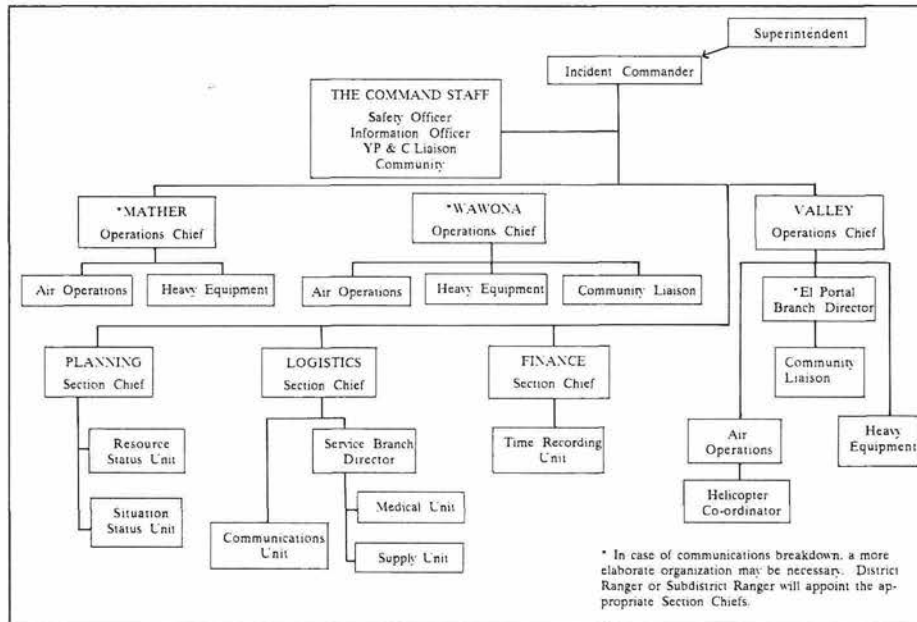 Superintendent
Incident Commander
THE COMMAND STAFF
Safety Officer
Information Officer
YP & C Liaison
Community
*MATHER
Operations Chief
*WAWONA
Operations Chief
VALLEY
Operations Chief
Air Operations
Heavy Equipment
Air Operations
Heavy Equipment
Community Liaison
*El Portal
Branch Director
Community
Liaison
Air
Operations
Heavy
Equipment
Helicopter
Co-ordinator
PLANNING
Section Chief
LOGISTICS
Section Chief
FINANCE
Section Chief
Resource
Status Unit
Situation
Status Unit
Service Branch
Director
Communications
Unit
Medical Unit
Supply Unit
Time Recording
Unit
* In case of communications breakdown, a more
elaborate organization may be necessary. District
Ranger or Subdistrict Ranger will appoint the ap-
propriate Section Chiefs.